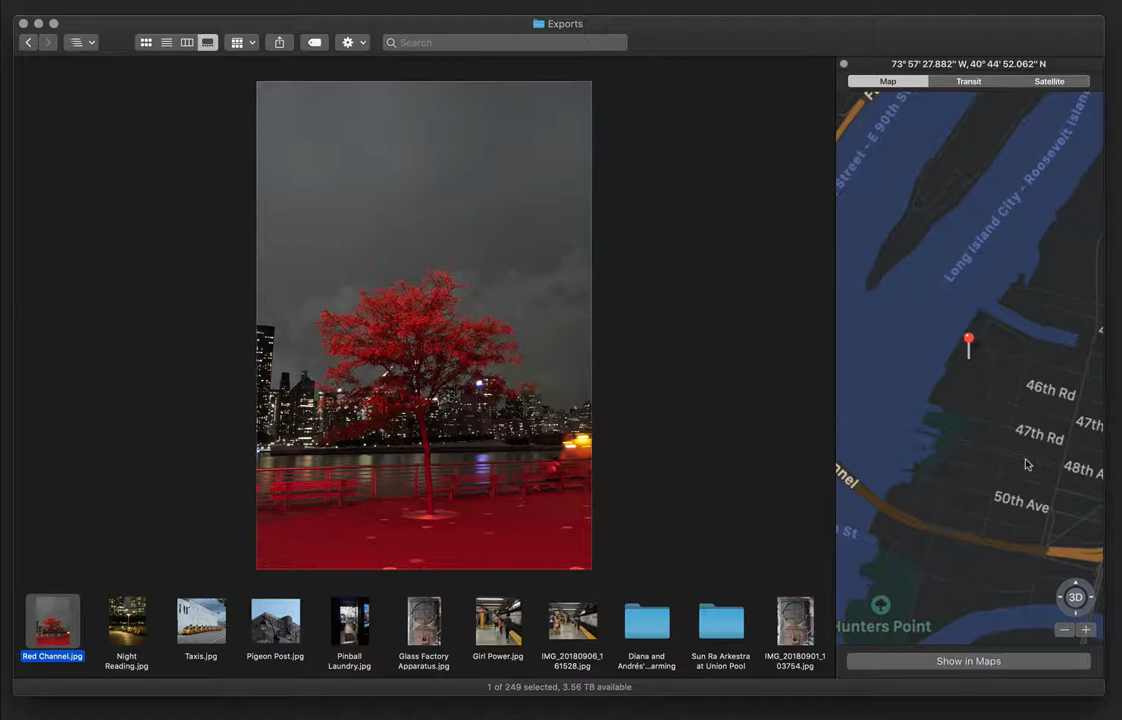 Exports
Search
73° 57' 27.882" W, 40° 44' 52.062" N
Map
Transit
Satellite
Street - E 90th S
Long Island City - Roosevelt Island
46th Rd
47th Rd
47th
48th A
50th Ave
nnel
St
Hunters Point
3D
Show in Maps
Red Channel.jpg
Night
Reading.jpg
Taxis.jpg
Pigeon Post.jpg
Pinball
Laundry.jpg
Glass Factory
Apparatus.jpg
Girl Power.jpg
IMG_20180906_1
61528.jpg
Diana and
Andrés'...arming
Sun Ra Arkestra
at Union Pool
IMG_20180901_1
03754.jpg
1 of 249 selected, 3.56 TB available